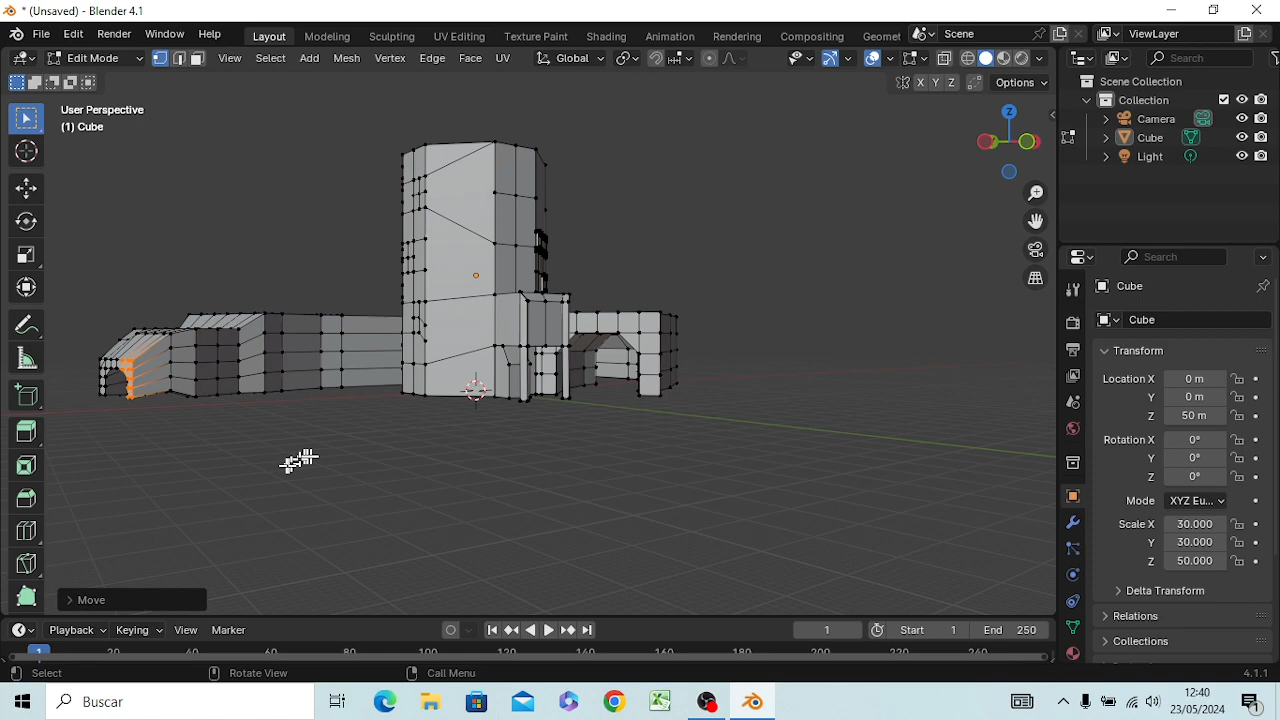 * (Unsaved) - Blender 4.1
File Edit Render Window Help
Layout Modeling Sculpting UV Editing Texture Paint Shading Animation Rendering Compositing Geomet
Scene
ViewLayer
Edit Mode
View Select Add Mesh Vertex Edge Face UV
Global
Search
X Y Z Options
User Perspective
(1) Cube
Z
Scene Collection
Collection
Camera
Cube
Light
Search
Cube
Cube
Transform
Location X 0 m
Y 0 m
Z 50 m
Rotation X 0°
Y 0°
Z 0°
Mode XYZ Eu...
Scale X 30.000
Y 30.000
Z 50.000
Delta Transform
Relations
Collections
Move
Playback Keying View Marker
1
Start 1
End 250
1 20 40 60 80 100 120 140 160 180 200 220 240
Select
Rotate View
Call Menu
4.1.1
Buscar
12:40
23/05/2024
1